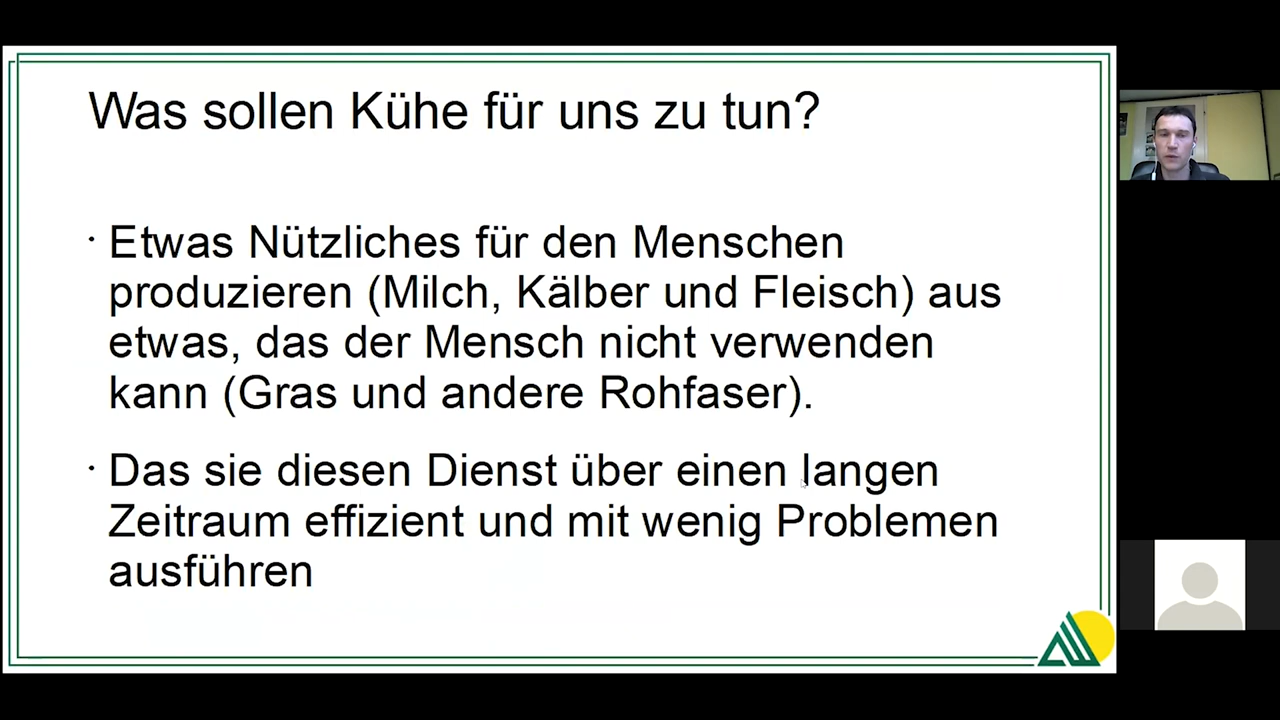 Was sollen Kühe für uns zu tun?
· Etwas Nützliches für den Menschen
produzieren (Milch, Kälber und Fleisch) aus
etwas, das der Mensch nicht verwenden
kann (Gras und andere Rohfaser).
· Das sie diesen Dienst über einen langen
Zeitraum effizient und mit wenig Problemen
ausführen